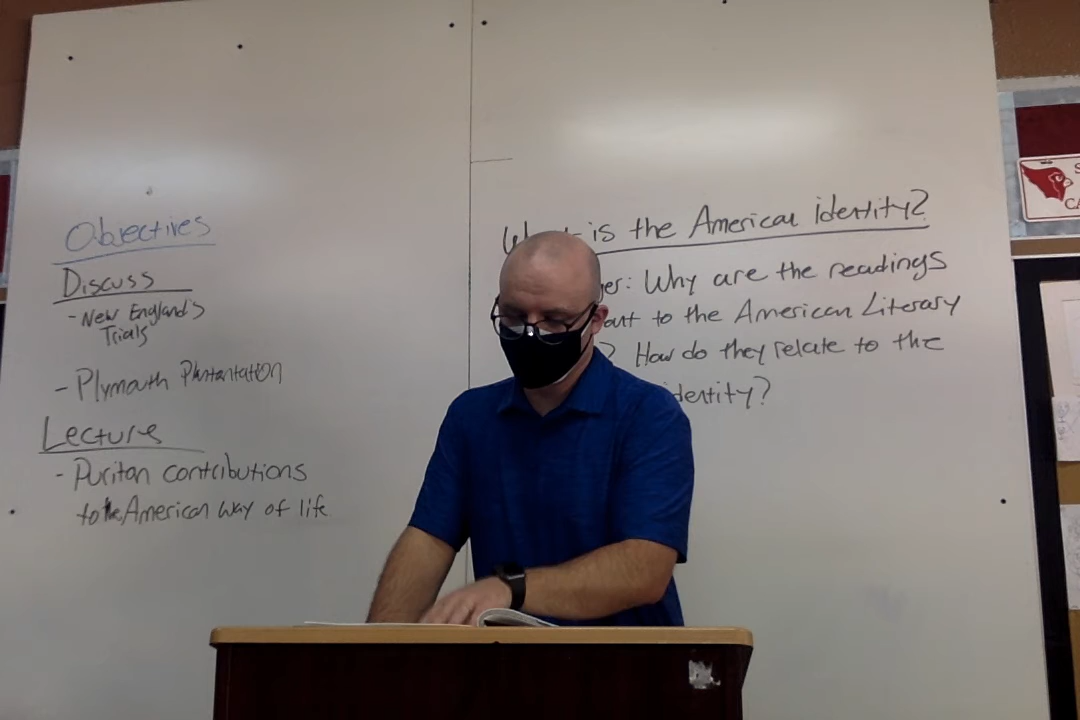 Objectives
Discuss
- New England's
Trials
- Plymouth Plantantation
Lecture
- Puritan contributions
to the American way of life
is the American identity?
: Why are the readings
to the American Literary
? How do they relate to the
identity?